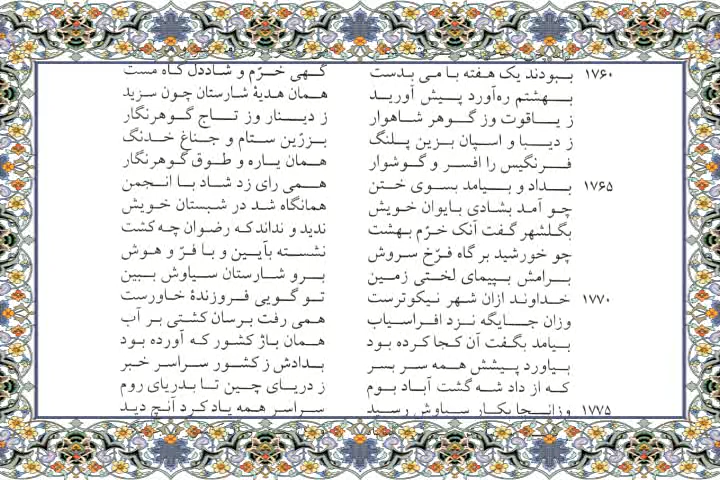 ۱۷۶۰ ببودند یک هفته با می بدست گهی خرّم و شاددل گاه مست
بهشتم ره‌آورد پیش آورید همان هدیهٔ شارستان چون سزید
ز یاقوت وز گوهر شاهوار ز دینار وز تاج گوهرنگار
ز دیبا و اسپان بزین پلنگ بزرّین ستام و جناغ خدنگ
فرنگیس را افسر و گوشوار همان یاره و طوق گوهرنگار
۱۷۶۵ بداد و بیامد بسوی ختن همی رای زد شاد با انجمن
چو آمد بشادی بایوان خویش همانگاه شد در شبستان خویش
بگلشهر گفت آنک خرّم بهشت ندید و نداند که رضوان چه کشت
چو خورشید بر گاه فرّخ سروش نشسته بآیین و با فرّ و هوش
برامش بپیمای لختی زمین برو شارستان سیاوش ببین
۱۷۷۰ خداوند ازان شهر نیکوترست تو گویی فروزندهٔ خاورست
وزان جایگه نزد افراسیاب همی رفت برسان کشتی بر آب
بیامد بگفت آن کجا کرده بود همان باژ کشور که آورده بود
بیاورد پیشش همه سر بسر بدادش ز کشور سراسر خبر
که از داد شه گشت آباد بوم ز دریای چین تا بدریای روم
۱۷۷۵ وزانجا بکار سیاوش رسید سراسر همه یاد کرد آنچ دید